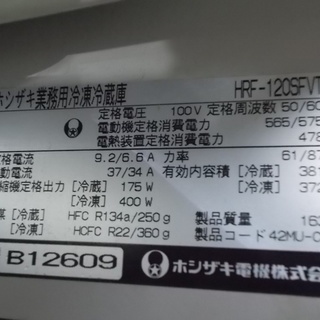 ホシザキ業務用冷凍冷蔵庫 HRF-120SFVT
定格電圧 100V 定格周波数 50/60
電動機定格消費電力 565/575
電熱装置定格消費電力 478
格電流 9.2/6.6A 力率 61/87
動電流 37/34A 有効内容積 [冷蔵] 381
縮機定格出力 [冷蔵] 175W [冷凍] 372
[冷凍] 400W
媒 [冷蔵] HFC R134a/250g 製品質量 163
[冷凍] HCFC R22/360g 製品コード 42MU-0
B12609 ホシザキ電機株式会